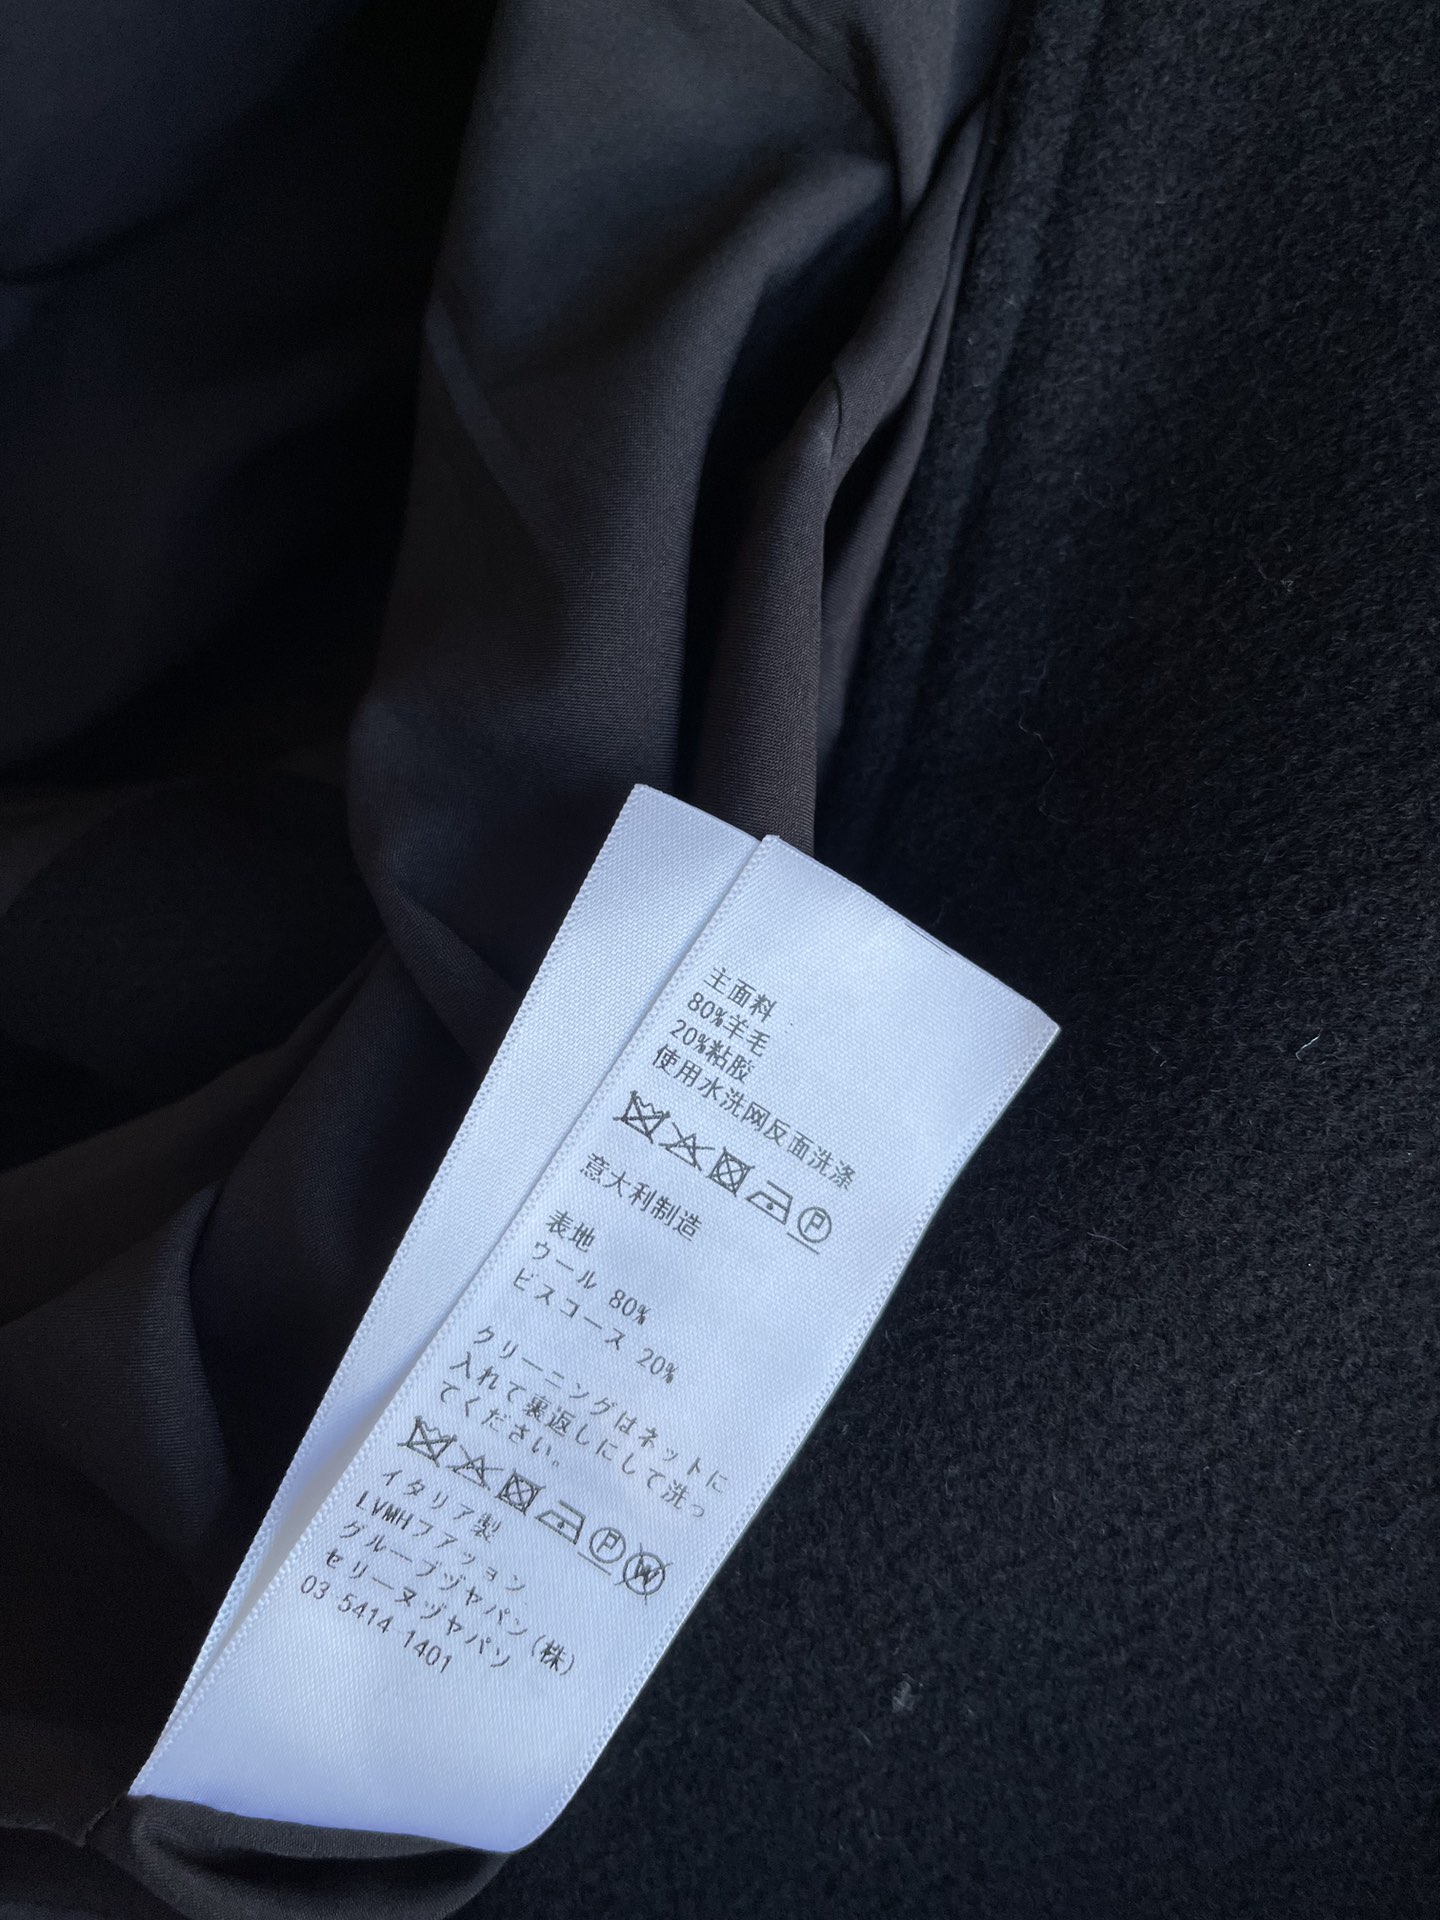 主面料
80%羊毛
20%粘胶
使用水洗网反面洗涤
P
意大利制造
表地
ウール 80%
ビスコース 20%
クリーニングはネットに
入れて裏返しにして洗っ
てください。
P W
イタリア製
LVMHファッション
グループヅャパン(株)
セリーヌヅャパン
03-5414-1401